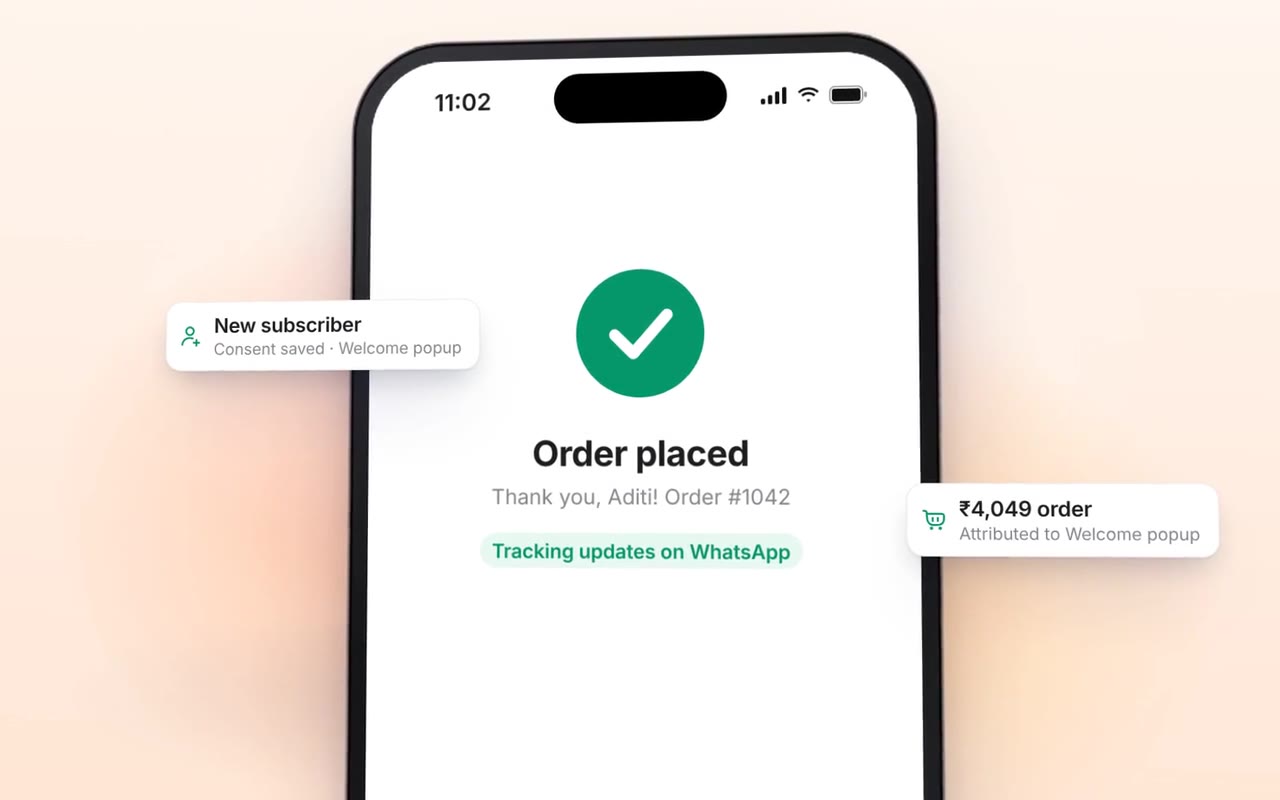 11:02
New subscriber
Consent saved · Welcome popup
Order placed
Thank you, Aditi! Order #1042
₹4,049 order
Attributed to Welcome popup
Tracking updates on WhatsApp